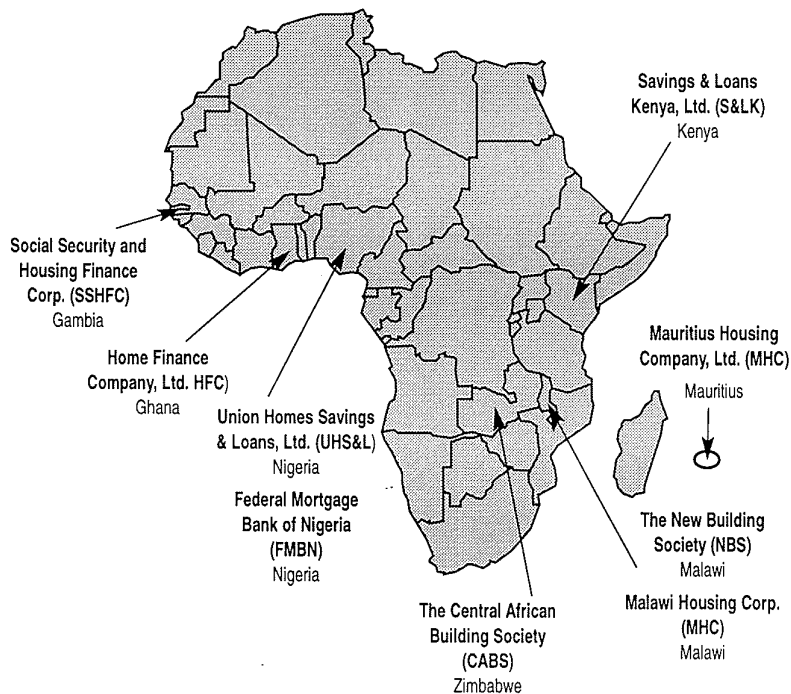 Savings & Loans
Kenya, Ltd. (S&LK)
Kenya
Social Security and
Housing Finance
Corp. (SSHFC)
Gambia
Home Finance
Company, Ltd. HFC)
Ghana
Union Homes Savings
& Loans, Ltd. (UHS&L)
Nigeria
Federal Mortgage
Bank of Nigeria
(FMBN)
Nigeria
Mauritius Housing
Company, Ltd. (MHC)
Mauritius
The New Building
Society (NBS)
Malawi
Malawi Housing Corp.
(MHC)
Malawi
The Central African
Building Society
(CABS)
Zimbabwe